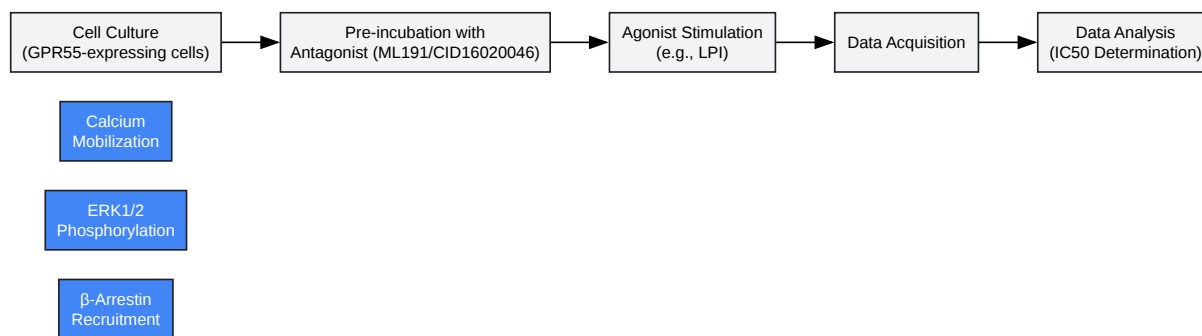 Cell Culture
(GPR55-expressing cells)
Pre-incubation with
Antagonist (ML191/CID16020046)
Agonist Stimulation
(e.g., LPI)
Data Acquisition
Data Analysis
(IC50 Determination)
Calcium
Mobilization
ERK1/2
Phosphorylation
β-Arrestin
Recruitment